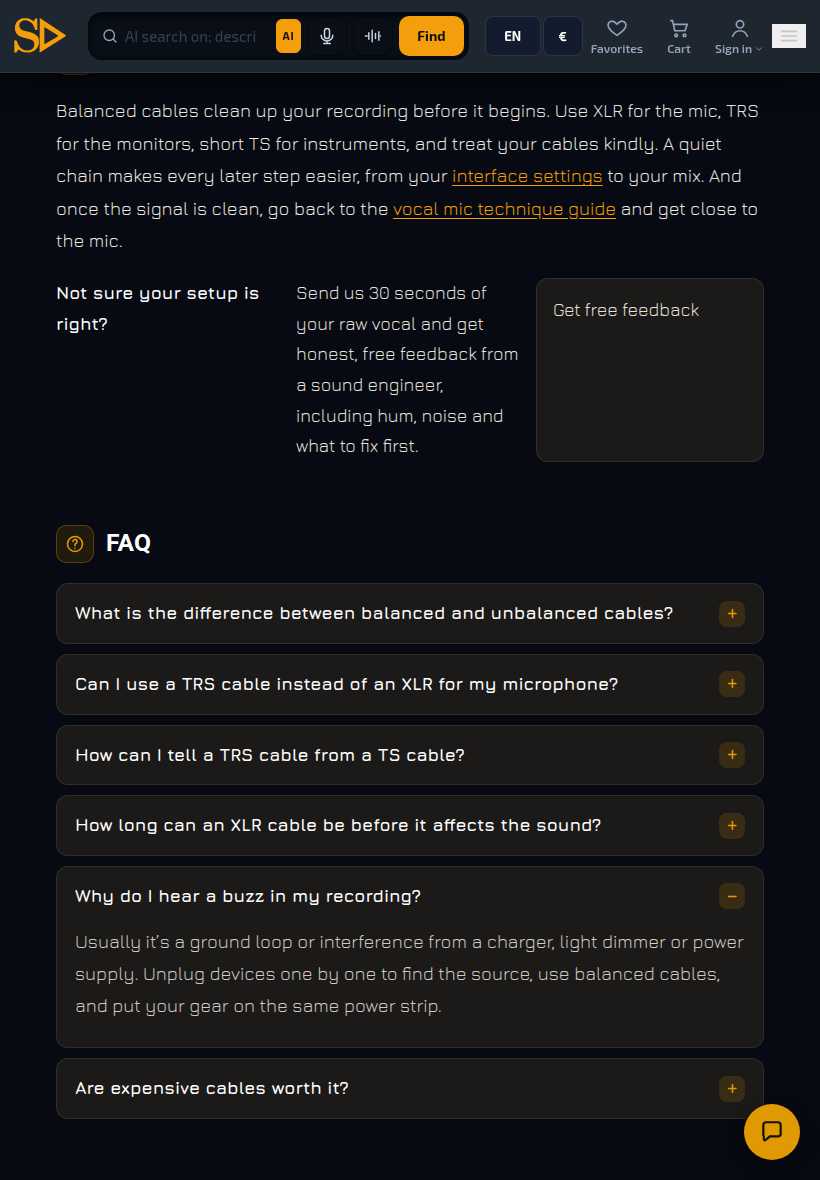 SD
AI search on: descri
AI
Find
EN
€
Favorites
Cart
Sign in
Balanced cables clean up your recording before it begins. Use XLR for the mic, TRS
for the monitors, short TS for instruments, and treat your cables kindly. A quiet
chain makes every later step easier, from your interface settings to your mix. And
once the signal is clean, go back to the vocal mic technique guide and get close to
the mic.
Not sure your setup is
right?
Send us 30 seconds of
your raw vocal and get
honest, free feedback from
a sound engineer,
including hum, noise and
what to fix first.
Get free feedback
FAQ
What is the difference between balanced and unbalanced cables?
Can I use a TRS cable instead of an XLR for my microphone?
How can I tell a TRS cable from a TS cable?
How long can an XLR cable be before it affects the sound?
Why do I hear a buzz in my recording?
Usually it's a ground loop or interference from a charger, light dimmer or power
supply. Unplug devices one by one to find the source, use balanced cables,
and put your gear on the same power strip.
Are expensive cables worth it?